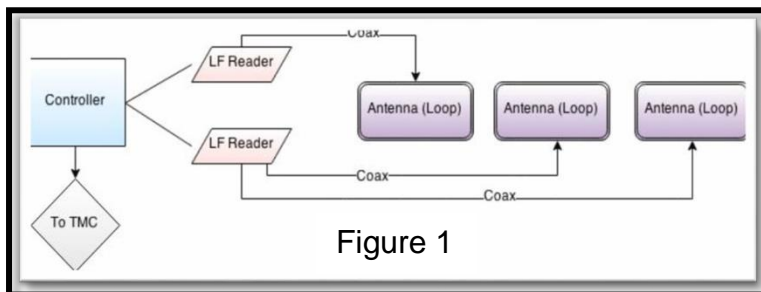 Coax
LF Reader
Controller
Antenna (Loop)
Antenna (Loop)
Antenna (Loop)
LF Reader
Coax
Coax
To TMC
Figure 1